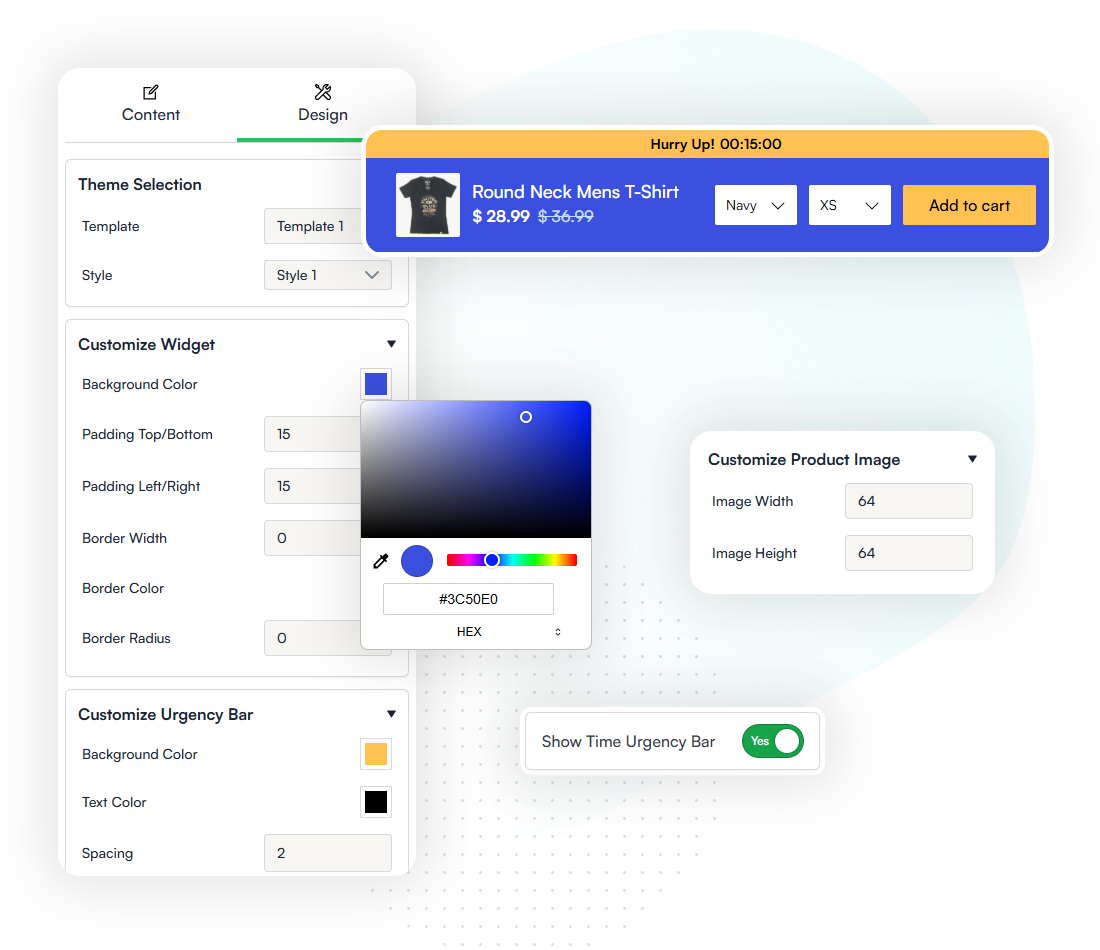 Content
Design
Hurry Up! 00:15:00
Round Neck Mens T-Shirt
$ 28.99 $ 36.99
Navy
XS
Add to cart
Theme Selection
Template
Template 1
Style
Style 1
Customize Widget
Background Color
Padding Top/Bottom
15
Padding Left/Right
15
Border Width
0
Border Color
Border Radius
0
#3C50E0
HEX
Customize Product Image
Image Width
64
Image Height
64
Show Time Urgency Bar
Yes
Customize Urgency Bar
Background Color
Text Color
Spacing
2